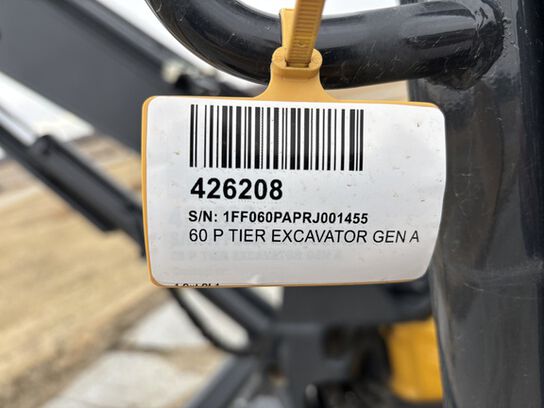 426208
S/N: 1FF060PAPRJ001455
60 P TIER EXCAVATOR GEN A